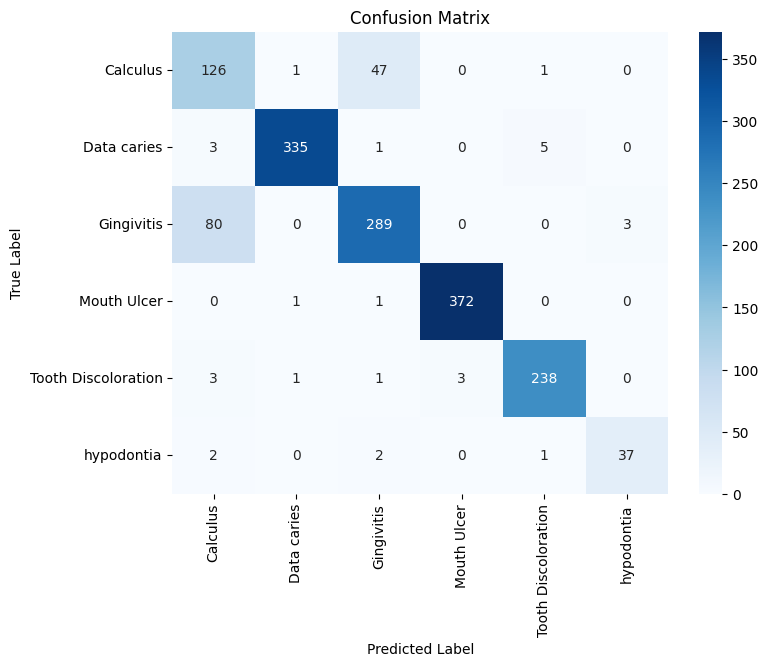 Confusion Matrix
True Label
Calculus 126 1 47 0 1 0
Data caries 3 335 1 0 5 0
Gingivitis 80 0 289 0 0 3
Mouth Ulcer 0 1 1 372 0 0
Tooth Discoloration 3 1 1 3 238 0
hypodontia 2 0 2 0 1 37
Calculus
Data caries
Gingivitis
Mouth Ulcer
Tooth Discoloration
hypodontia
Predicted Label
350
300
250
200
150
100
50
0